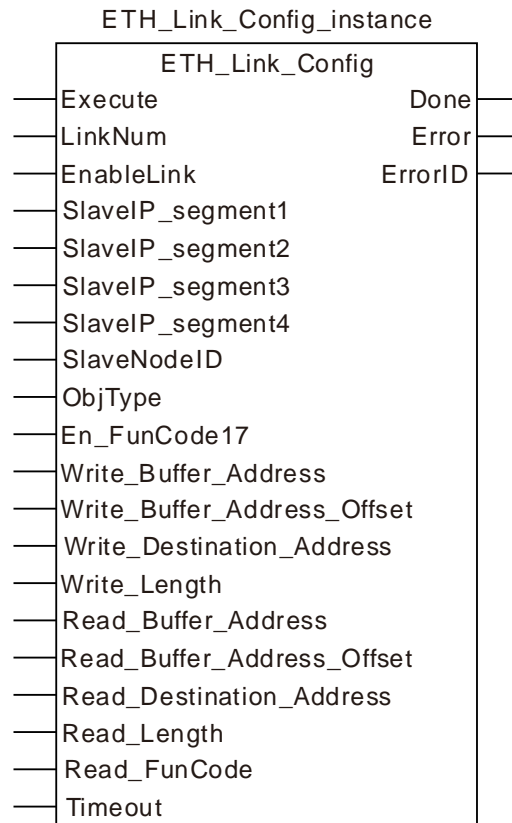 ETH_Link_Config_instance
ETH_Link_Config
Execute Done
LinkNum Error
EnableLink ErrorID
SlaveIP_segment1
SlaveIP_segment2
SlaveIP_segment3
SlaveIP_segment4
SlaveNodeID
ObjType
En_FunCode17
Write_Buffer_Address
Write_Buffer_Address_Offset
Write_Destination_Address
Write_Length
Read_Buffer_Address
Read_Buffer_Address_Offset
Read_Destination_Address
Read_Length
Read_FunCode
Timeout